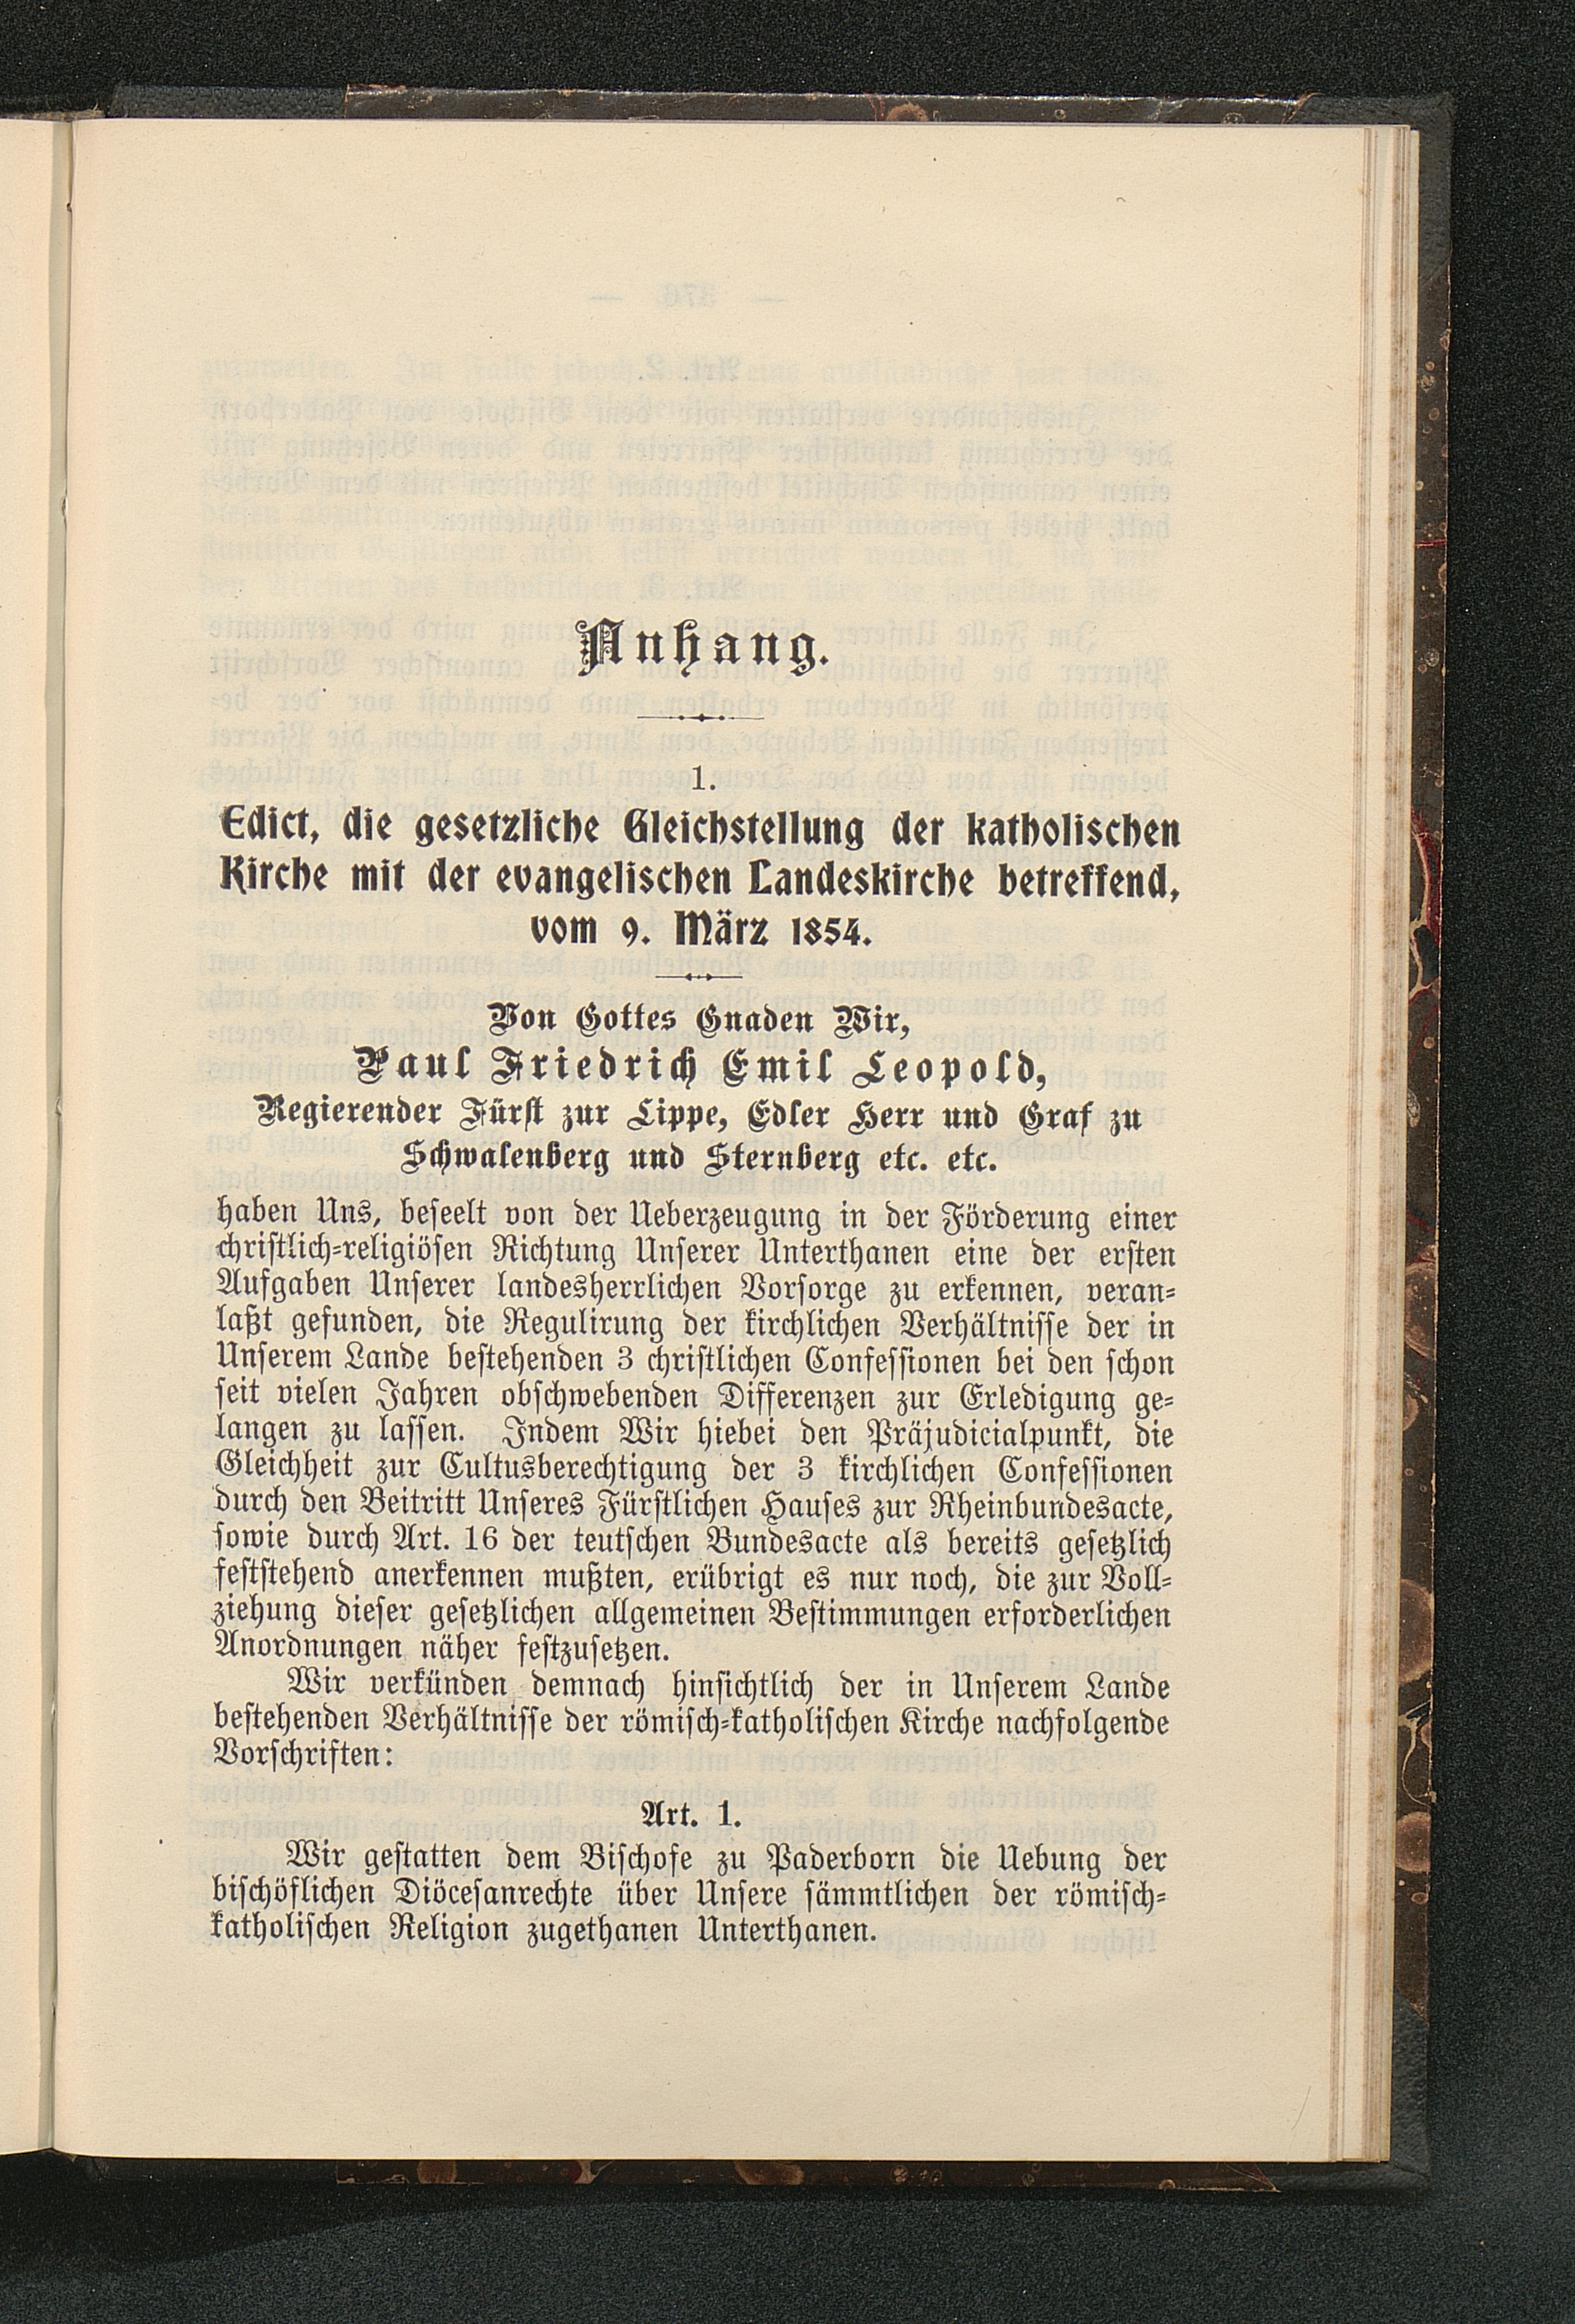 Anhang.
1.
Edict, die gesetzliche Gleichstellung der katholischen
Kirche mit der evangelischen Landeskirche betreffend,
vom 9. März 1854.
Von Gottes Gnaden Wir,
Paul Friedrich Emil Leopold,
Regierender Fürst zur Lippe, Edler Herr und Graf zu
Schwalenberg und Sternberg etc. etc.
haben Uns, beseelt von der Ueberzeugung in der Förderung einer
christlich-religiösen Richtung Unserer Unterthanen eine der ersten
Aufgaben Unserer landesherrlichen Vorsorge zu erkennen, veran-
laßt gefunden, die Regulirung der kirchlichen Verhältnisse der in
Unserem Lande bestehenden 3 christlichen Confessionen bei den schon
seit vielen Jahren obschwebenden Differenzen zur Erledigung ge-
langen zu lassen. Indem Wir hiebei den Präjudicialpunkt, die
Gleichheit zur Cultusberechtigung der 3 kirchlichen Confessionen
durch den Beitritt Unseres Fürstlichen Hauses zur Rheinbundesacte,
sowie durch Art. 16 der teutschen Bundesacte als bereits gesetzlich
feststehend anerkennen mußten, erübrigt es nur noch, die zur Voll-
ziehung dieser gesetzlichen allgemeinen Bestimmungen erforderlichen
Anordnungen näher festzusetzen.
Wir verkünden demnach hinsichtlich der in Unserem Lande
bestehenden Verhältnisse der römisch-katholischen Kirche nachfolgende
Vorschriften:
Art. 1.
Wir gestatten dem Bischofe zu Paderborn die Uebung der
bischöflichen Diöcesanrechte über Unsere sämmtlichen der römisch-
katholischen Religion zugethanen Unterthanen.